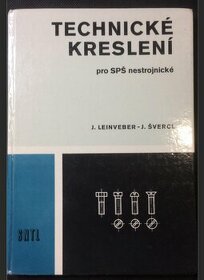 TECHNICKÉ
KRESLENÍ
pro SPŠ nestrojnické
J. LEINVEBER – J. ŠVERCL
SNTL